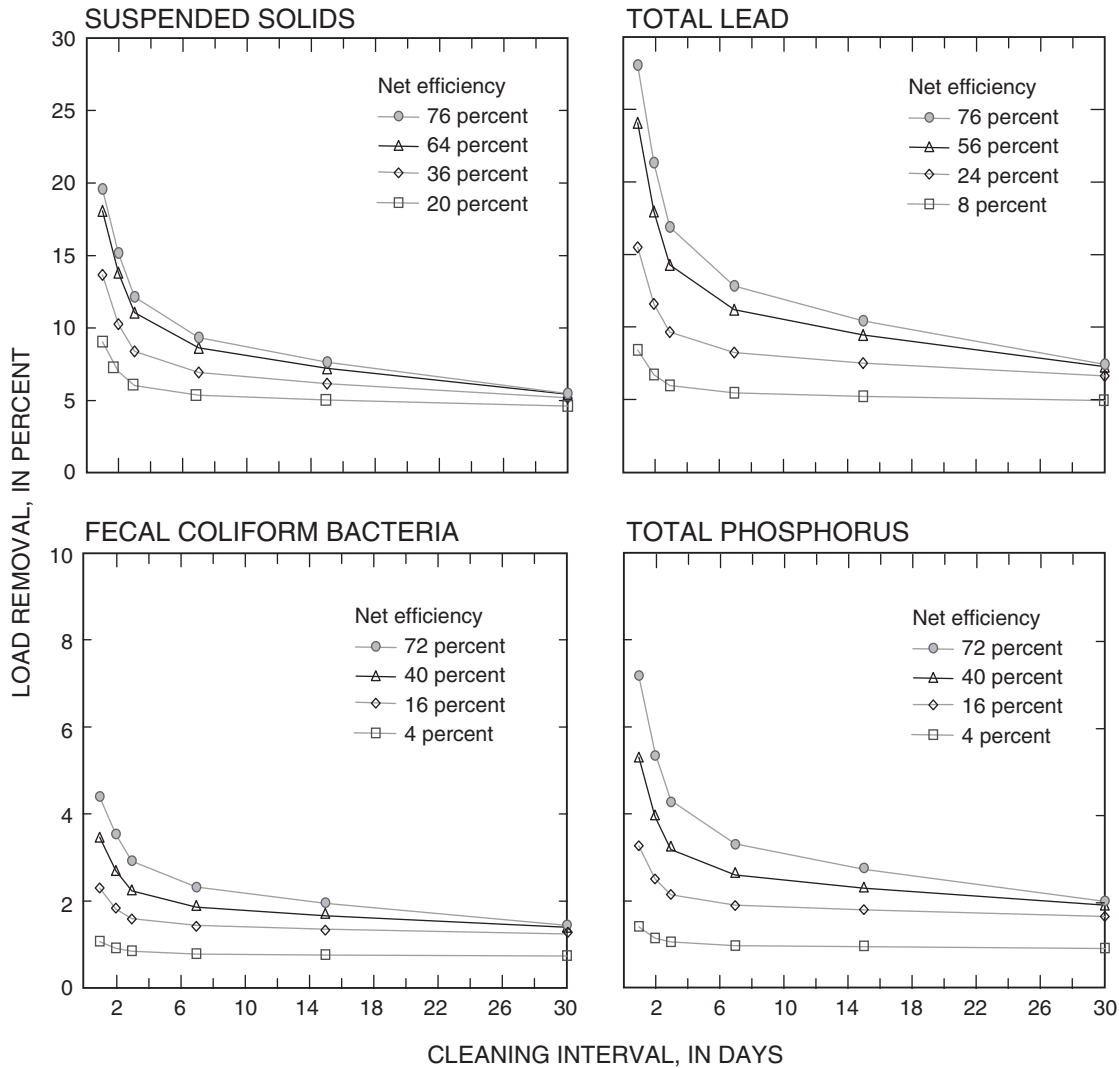 SUSPENDED SOLIDS
30
25
20
15
10
5
0
Net efficiency
76 percent
64 percent
36 percent
20 percent
TOTAL LEAD
Net efficiency
76 percent
56 percent
24 percent
8 percent
LOAD REMOVAL, IN PERCENT
FECAL COLIFORM BACTERIA
10
8
6
4
2
0
Net efficiency
72 percent
40 percent
16 percent
4 percent
2 6 10 14 18 22 26 30
TOTAL PHOSPHORUS
Net efficiency
72 percent
40 percent
16 percent
4 percent
2 6 10 14 18 22 26 30
CLEANING INTERVAL, IN DAYS